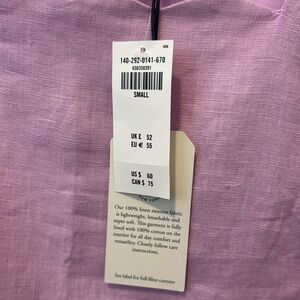 140-292-0141-670
650358291
SMALL
UK £ 52
EU € 55
US $ 60
CAN $ 75
Our 100% linen exterior fabric
is lightweight, breathable and
super soft. This garment is fully
lined with 100% cotton on the
interior for all day comfort and
versatility. Closely follow care
instructions.
See label for full fiber content